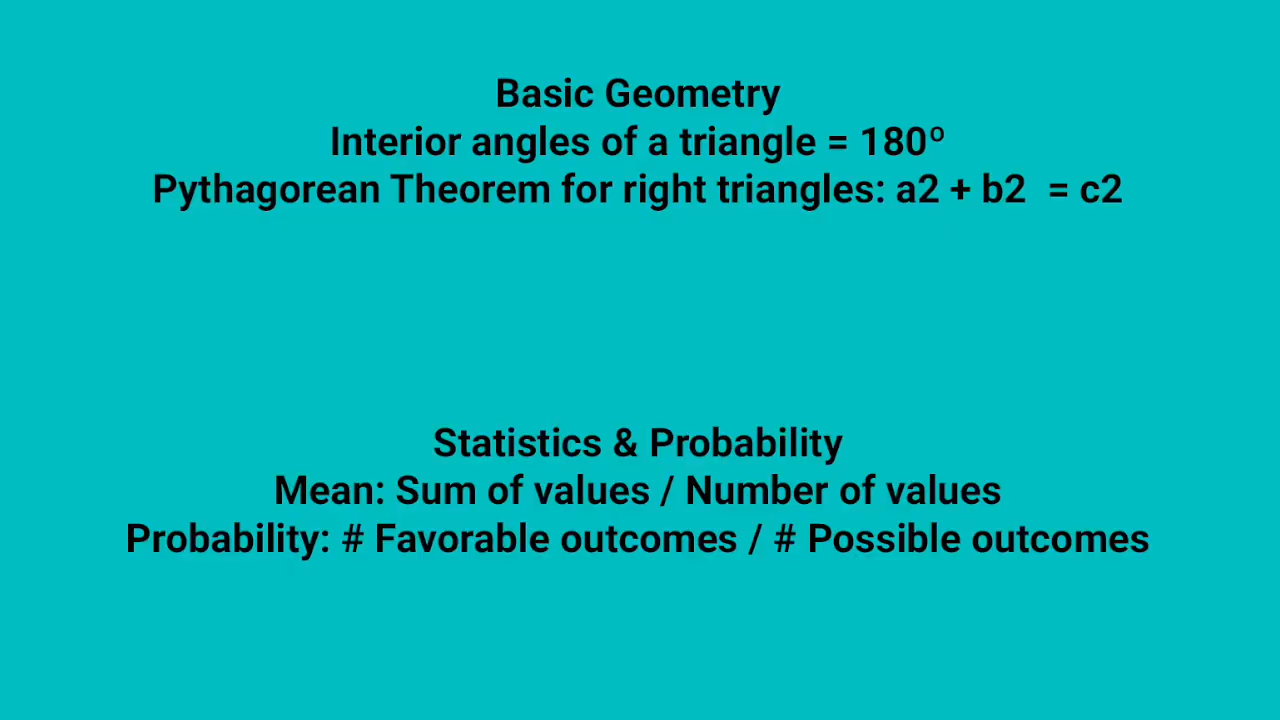 Basic Geometry
Interior angles of a triangle = 180º
Pythagorean Theorem for right triangles: a2 + b2  = c2
Statistics & Probability
Mean: Sum of values / Number of values
Probability: # Favorable outcomes / # Possible outcomes